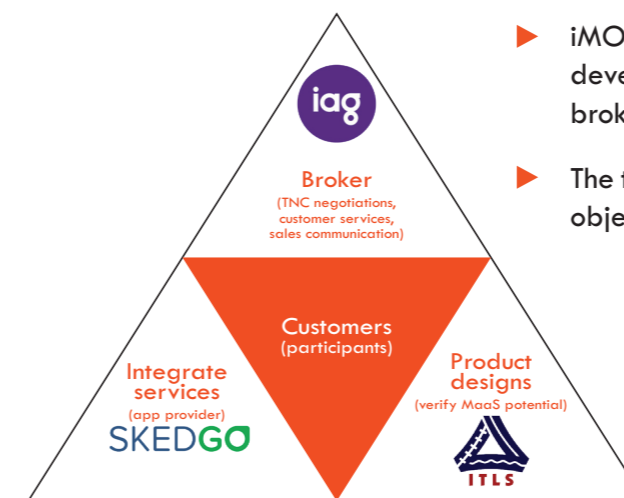 iag
Broker
(TNC negotiations,
customer services,
sales communication)
Customers
(participants)
Integrate
services
(app provider)
SKEDGO
Product
designs
(verify MaaS potential)
ITLS
iMO
deve
brok
The t
obje